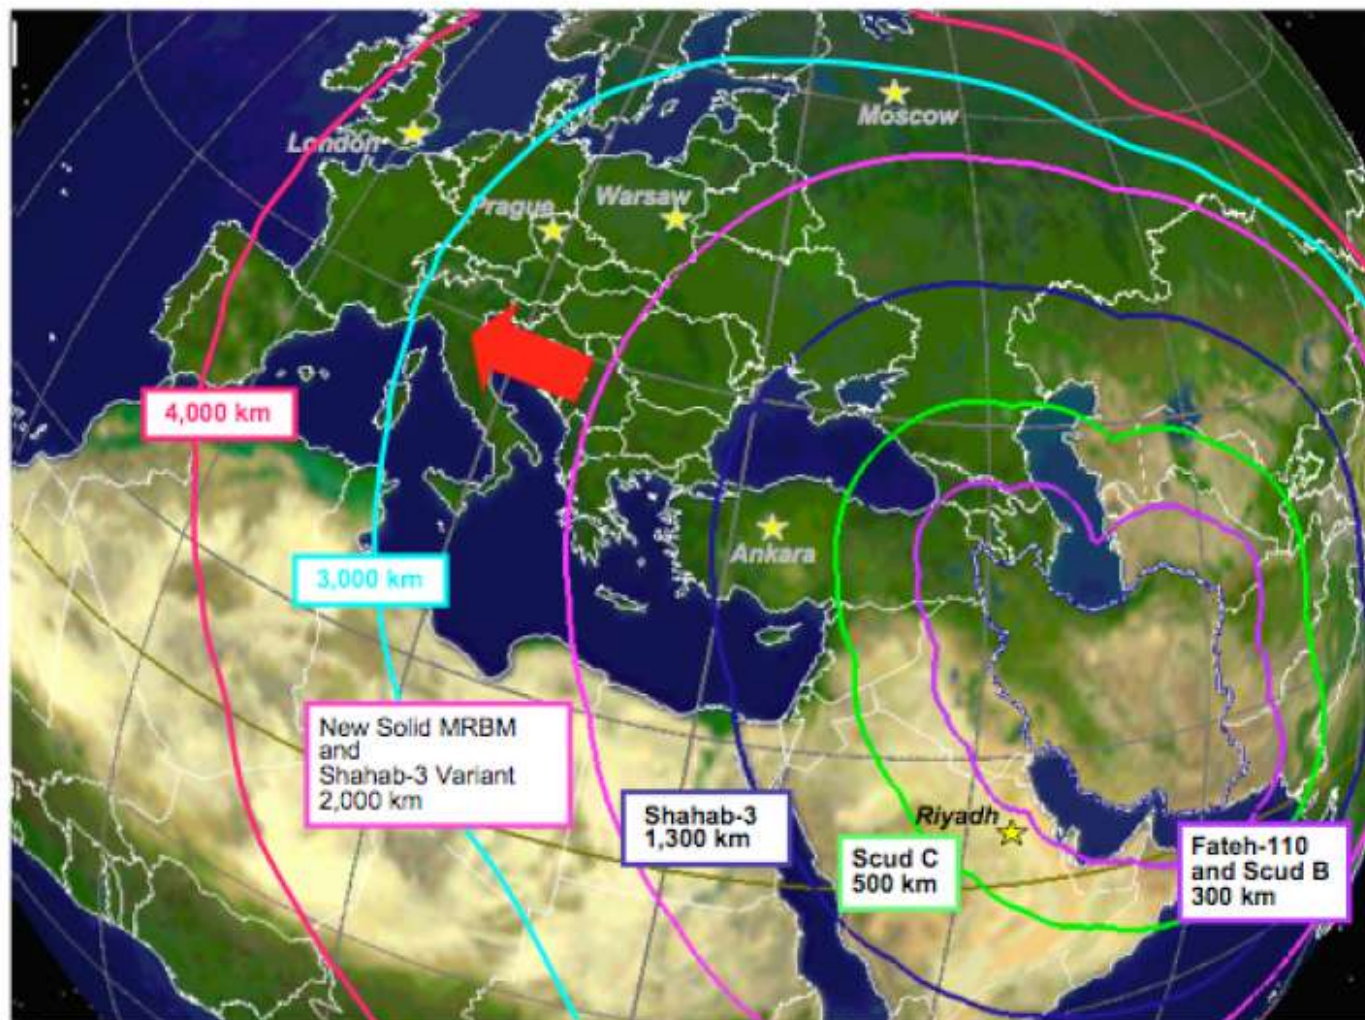 London
Moscow
Prague
Warsaw
4,000 km
Ankara
3,000 km
New Solid MRBM
and
Shahab-3 Variant
2,000 km
Shahab-3
1,300 km
Riyadh
Scud C
500 km
Fateh-110
and Scud B
300 km